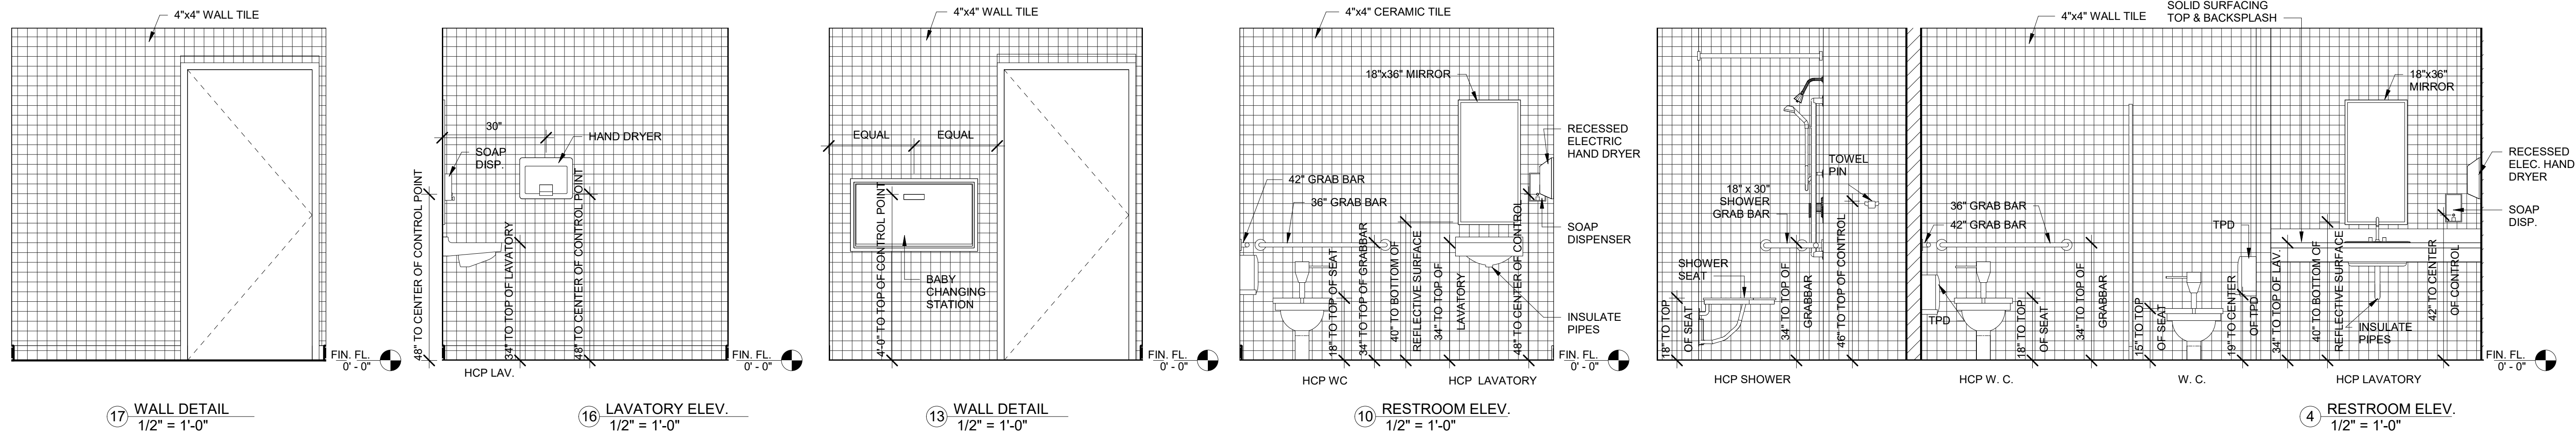 4"x4" WALL TILE
FIN. FL.
0' - 0"
17
WALL DETAIL
1/2" = 1'-0"
30"
HAND DRYER
SOAP
DISP.
48" TO CENTER OF CONTROL POINT
34" TO TOP OF LAVATORY
48" TO CENTER OF CONTROL POINT
HCP LAV.
FIN. FL.
0' - 0"
16
LAVATORY ELEV.
1/2" = 1'-0"
4"x4" WALL TILE
EQUAL
EQUAL
4'-0" TO TOP OF CONTROL POINT
BABY
CHANGING
STATION
FIN. FL.
0' - 0"
13
WALL DETAIL
1/2" = 1'-0"
4"x4" CERAMIC TILE
18"x36" MIRROR
RECESSED
ELECTRIC
HAND DRYER
42" GRAB BAR
36" GRAB BAR
SOAP
DISPENSER
18" TO TOP OF SEAT
34" TO TOP OF GRABBAR
40" TO BOTTOM OF
REFLECTIVE SURFACE
34" TO TOP OF
LAVATORY
48" TO CENTER OF CONTROL
INSULATE
PIPES
HCP WC
HCP LAVATORY
FIN. FL.
0' - 0"
10
RESTROOM ELEV.
1/2" = 1'-0"
TOWEL
PIN
18" x 30"
SHOWER
GRAB BAR
SHOWER
SEAT
18" TO TOP
OF SEAT
34" TO TOP OF
GRABBAR
46" TO TOP OF CONTROL
HCP SHOWER
4"x4" WALL TILE
SOLID SURFACING
TOP & BACKSPLASH
18"x36"
MIRROR
RECESSED
ELEC. HAND
DRYER
36" GRAB BAR
42" GRAB BAR
TPD
SOAP
DISP.
TPD
18" TO TOP
OF SEAT
34" TO TOP OF
GRABBAR
15" TO TOP
OF SEAT
19" TO CENTER
OF TPD
34" TO TOP OF LAV.
40" TO BOTTOM OF
REFLECTIVE SURFACE
INSULATE
PIPES
42" TO CENTER
OF CONTROL
HCP W. C.
W. C.
HCP LAVATORY
FIN. FL.
0' - 0"
4
RESTROOM ELEV.
1/2" = 1'-0"